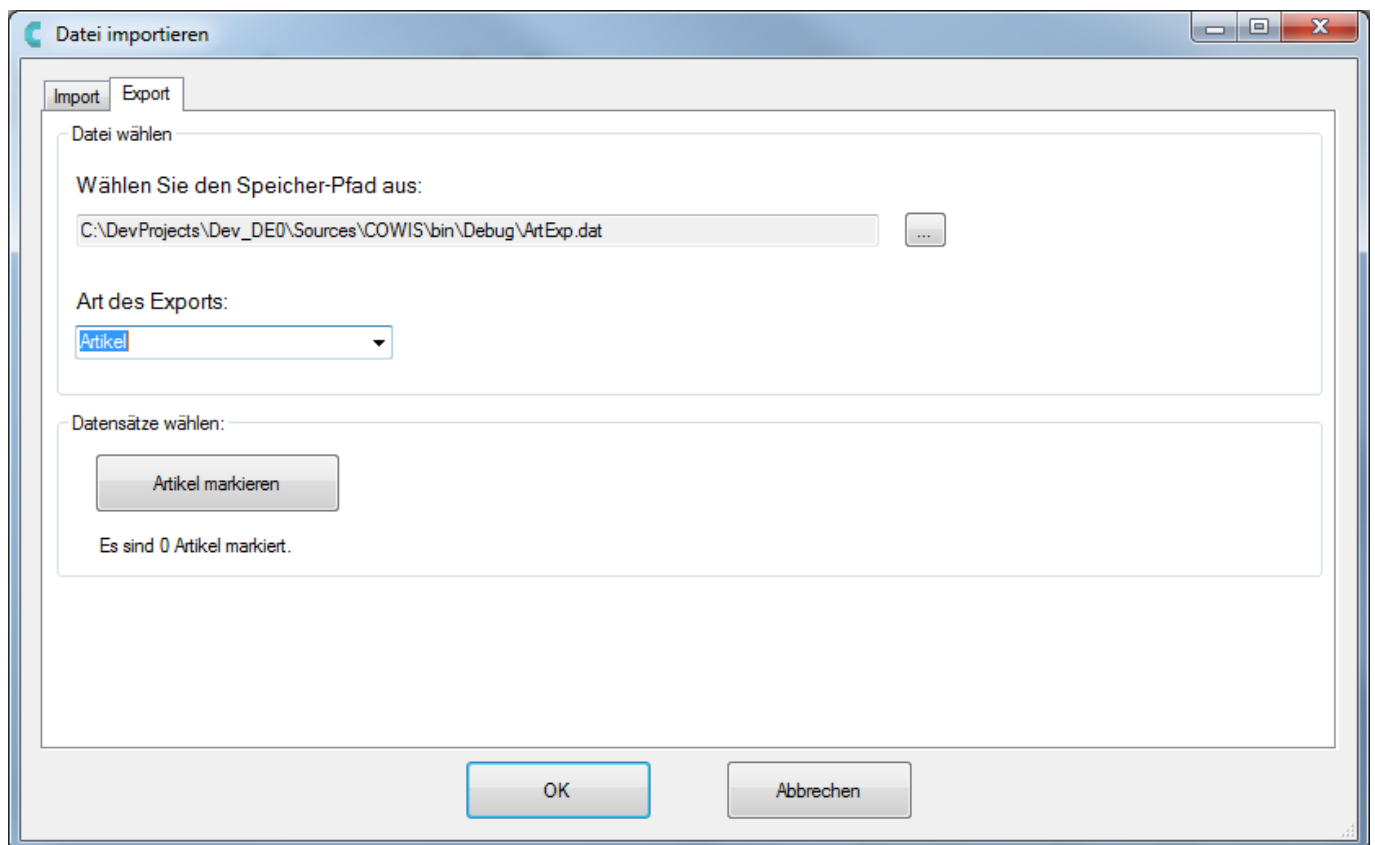 Datei importieren
Import Export
Datei wählen
Wählen Sie den Speicher-Pfad aus:
C:\DevProjects\Dev_DE0\Sources\COWIS\bin\Debug\ArtExp.dat ...
Art des Exports:
Artikel
Datensätze wählen:
Artikel markieren
Es sind 0 Artikel markiert.
OK Abbrechen